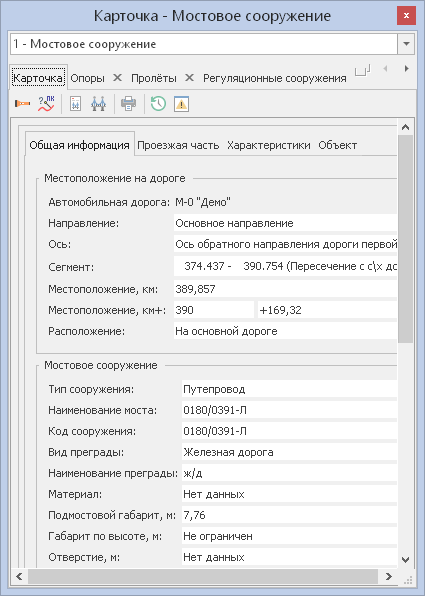 Карточка - Мостовое сооружение
1 - Мостовое сооружение
Карточка Опоры Пролёты Регуляционные сооружения
ПК
Общая информация Проезжая часть Характеристики Объект
Местоположение на дороге
Автомобильная дорога: М-0 "Демо"
Направление: Основное направление
Ось: Ось обратного направления дороги первой
Сегмент: 374.437 - 390.754 (Пересечение с с\х до
Местоположение, км: 389,857
Местоположение, км+: 390 +169,32
Расположение: На основной дороге
Мостовое сооружение
Тип сооружения: Путепровод
Наименование моста: 0180/0391-Л
Код сооружения: 0180/0391-Л
Вид преграды: Железная дорога
Наименование преграды: ж/д
Материал: Нет данных
Подмостовой габарит, м: 7,76
Габарит по высоте, м: Не ограничен
Отверстие, м: Нет данных